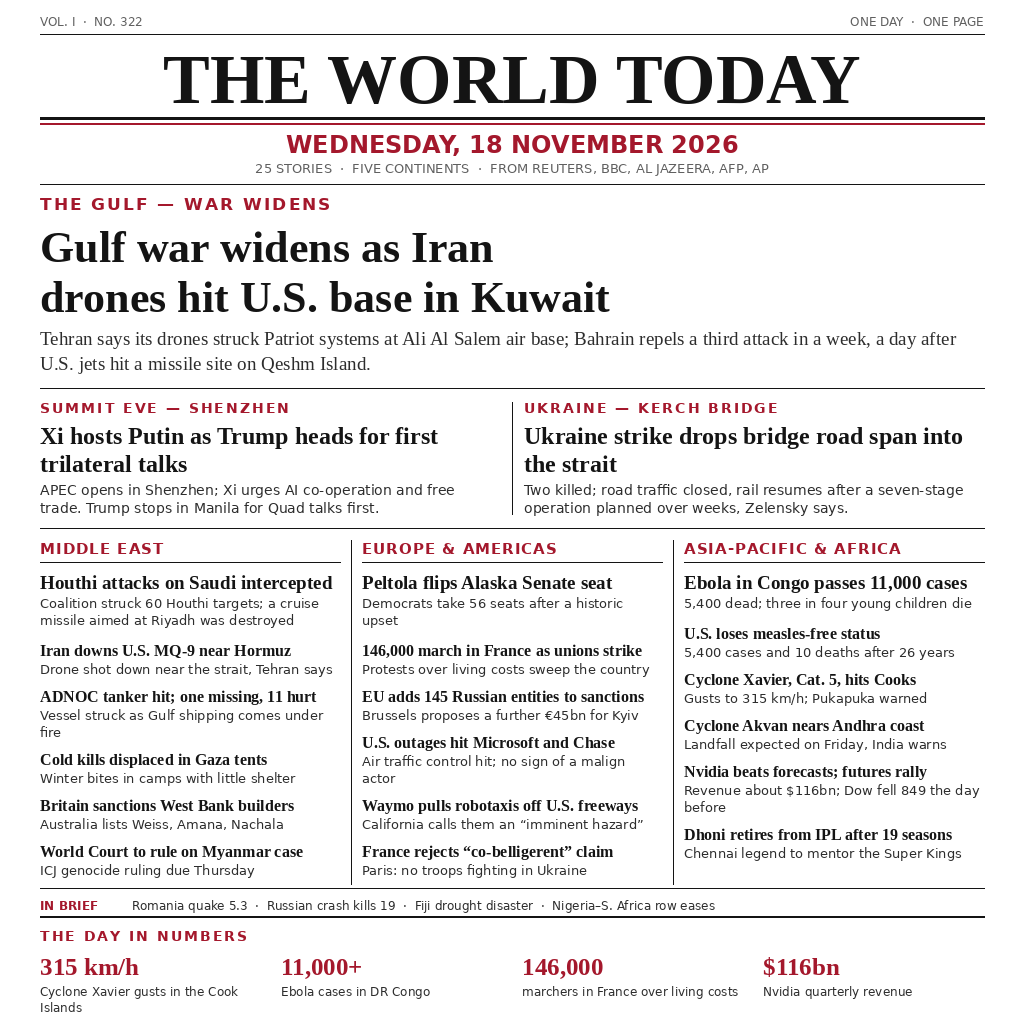 VOL. I · NO. 322
ONE DAY · ONE PAGE
THE WORLD TODAY
WEDNESDAY, 18 NOVEMBER 2026
25 STORIES · FIVE CONTINENTS · FROM REUTERS, BBC, AL JAZEERA, AFP, AP
THE GULF — WAR WIDENS
Gulf war widens as Iran
drones hit U.S. base in Kuwait
Tehran says its drones struck Patriot systems at Ali Al Salem air base; Bahrain repels a third attack in a week, a day after
U.S. jets hit a missile site on Qeshm Island.
SUMMIT EVE — SHENZHEN
Xi hosts Putin as Trump heads for first
trilateral talks
APEC opens in Shenzhen; Xi urges AI co-operation and free
trade. Trump stops in Manila for Quad talks first.
UKRAINE — KERCH BRIDGE
Ukraine strike drops bridge road span into
the strait
Two killed; road traffic closed, rail resumes after a seven-stage
operation planned over weeks, Zelensky says.
MIDDLE EAST
Houthi attacks on Saudi intercepted
Coalition struck 60 Houthi targets; a cruise
missile aimed at Riyadh was destroyed
Iran downs U.S. MQ-9 near Hormuz
Drone shot down near the strait, Tehran says
ADNOC tanker hit; one missing, 11 hurt
Vessel struck as Gulf shipping comes under
fire
Cold kills displaced in Gaza tents
Winter bites in camps with little shelter
Britain sanctions West Bank builders
Australia lists Weiss, Amana, Nachala
World Court to rule on Myanmar case
ICJ genocide ruling due Thursday
EUROPE & AMERICAS
Peltola flips Alaska Senate seat
Democrats take 56 seats after a historic
upset
146,000 march in France as unions strike
Protests over living costs sweep the country
EU adds 145 Russian entities to sanctions
Brussels proposes a further €45bn for Kyiv
U.S. outages hit Microsoft and Chase
Air traffic control hit; no sign of a malign
actor
Waymo pulls robotaxis off U.S. freeways
California calls them an “imminent hazard”
France rejects “co-belligerent” claim
Paris: no troops fighting in Ukraine
ASIA-PACIFIC & AFRICA
Ebola in Congo passes 11,000 cases
5,400 dead; three in four young children die
U.S. loses measles-free status
5,400 cases and 10 deaths after 26 years
Cyclone Xavier, Cat. 5, hits Cooks
Gusts to 315 km/h; Pukapuka warned
Cyclone Akvan nears Andhra coast
Landfall expected on Friday, India warns
Nvidia beats forecasts; futures rally
Revenue about $116bn; Dow fell 849 the day
before
Dhoni retires from IPL after 19 seasons
Chennai legend to mentor the Super Kings
IN BRIEF Romania quake 5.3 · Russian crash kills 19 · Fiji drought disaster · Nigeria–S. Africa row eases
THE DAY IN NUMBERS
315 km/h
Cyclone Xavier gusts in the Cook
Islands
11,000+
Ebola cases in DR Congo
146,000
marchers in France over living costs
$116bn
Nvidia quarterly revenue